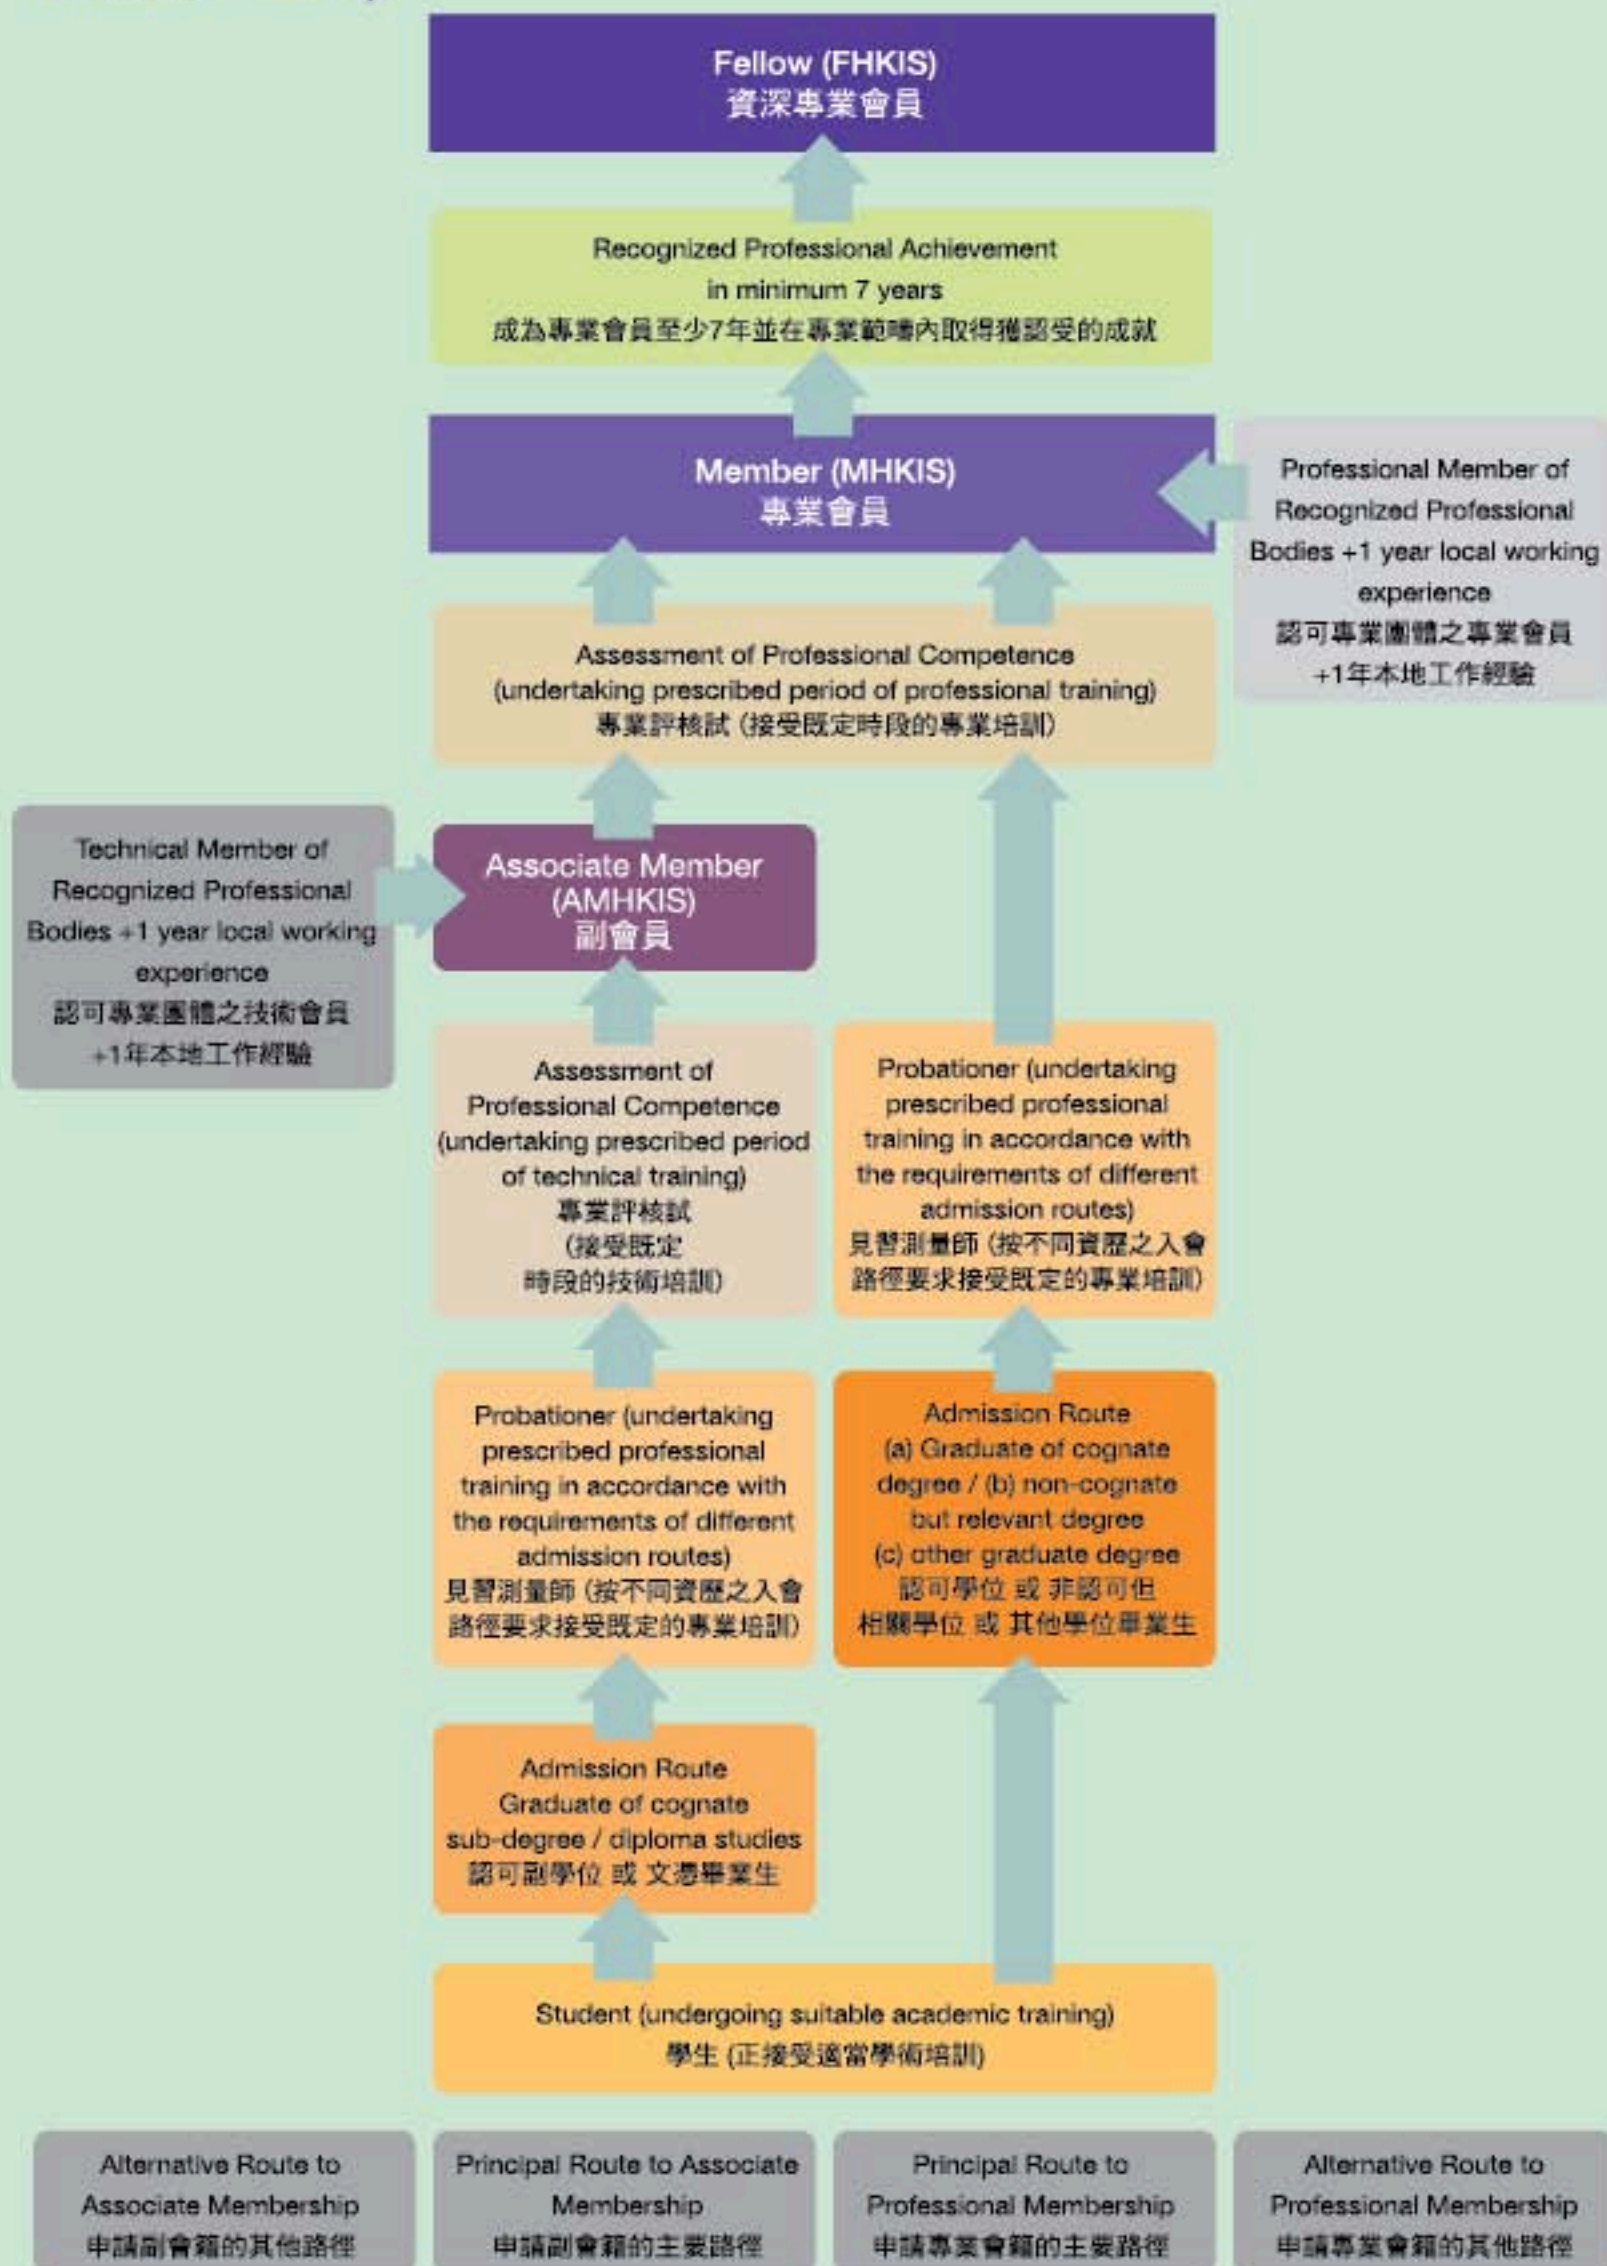 Fellow (FHKIS)
資深專業會員
Recognized Professional Achievement
in minimum 7 years
成為專業會員至少7年並在專業範疇內取得獲認受的成就
Member (MHKIS)
專業會員
Professional Member of
Recognized Professional
Bodies +1 year local working
experience
認可專業團體之專業會員
+1年本地工作經驗
Assessment of Professional Competence
(undertaking prescribed period of professional training)
專業評核試 (接受既定時段的專業培訓)
Technical Member of
Recognized Professional
Bodies +1 year local working
experience
認可專業團體之技術會員
+1年本地工作經驗
Associate Member
(AMHKIS)
副會員
Assessment of
Professional Competence
(undertaking prescribed period
of technical training)
專業評核試
(接受既定
時段的技術培訓)
Probationer (undertaking
prescribed professional
training in accordance with
the requirements of different
admission routes)
見習測量師 (按不同資歷之入會
路徑要求接受既定的專業培訓)
Probationer (undertaking
prescribed professional
training in accordance with
the requirements of different
admission routes)
見習測量師 (按不同資歷之入會
路徑要求接受既定的專業培訓)
Admission Route
(a) Graduate of cognate
degree / (b) non-cognate
but relevant degree
(c) other graduate degree
認可學位 或 非認可但
相關學位 或 其他學位畢業生
Admission Route
Graduate of cognate
sub-degree / diploma studies
認可副學位 或 文憑畢業生
Student (undergoing suitable academic training)
學生 (正接受適當學術培訓)
Alternative Route to
Associate Membership
申請副會籍的其他路徑
Principal Route to Associate
Membership
申請副會籍的主要路徑
Principal Route to
Professional Membership
申請專業會籍的主要路徑
Alternative Route to
Professional Membership
申請專業會籍的其他路徑